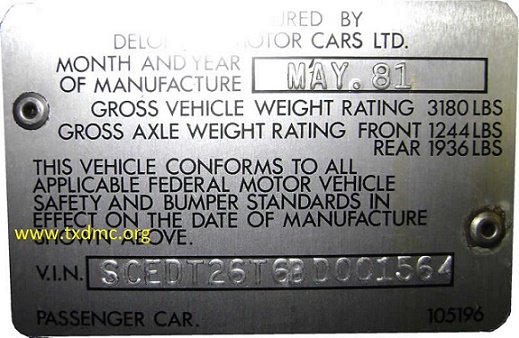 URED BY
MOTOR CARS LTD.
MONTH AND YEAR
OF MANUFACTURE MAY. 81
GROSS VEHICLE WEIGHT RATING 3180 LBS
GROSS AXLE WEIGHT RATING FRONT 1244 LBS
REAR 1936 LBS
THIS VEHICLE CONFORMS TO ALL
APPLICABLE FEDERAL MOTOR VEHICLE
SAFETY AND BUMPER STANDARDS IN
EFFECT ON THE DATE OF MANUFACTURE
www.txdmc.org
SHOWN ABOVE.
V.I.N. SCEDT26T6BD001564
PASSENGER CAR. 105196